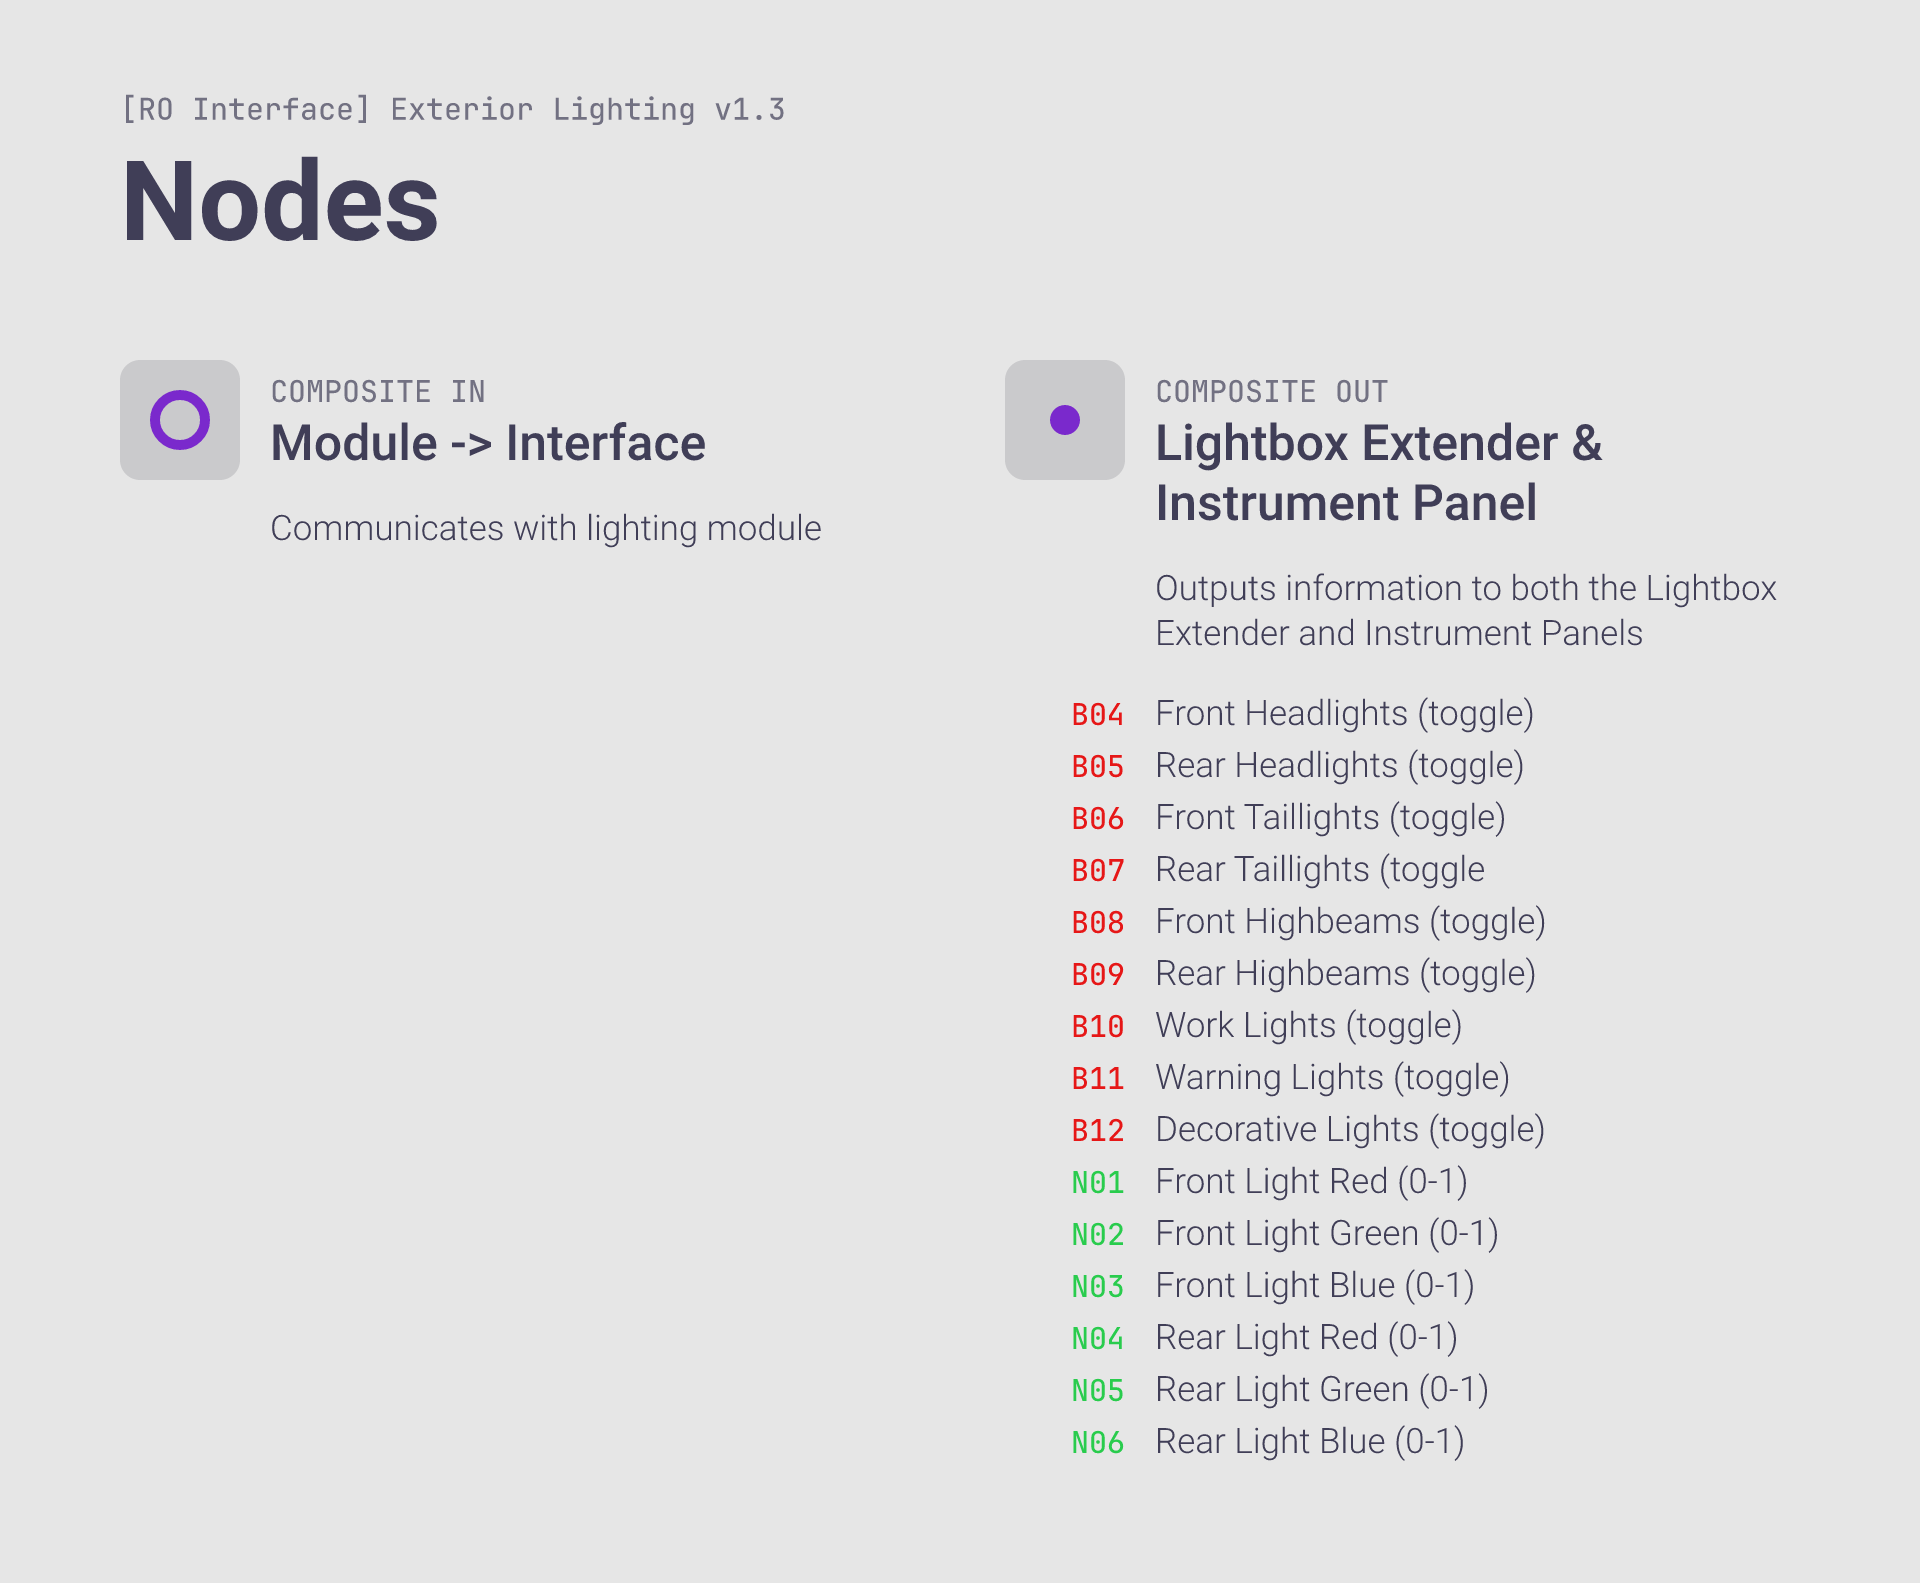 [RO Interface] Exterior Lighting v1.3
Nodes
COMPOSITE IN
Module -> Interface
Communicates with lighting module
COMPOSITE OUT
Lightbox Extender &
Instrument Panel
Outputs information to both the Lightbox
Extender and Instrument Panels
B04 Front Headlights (toggle)
B05 Rear Headlights (toggle)
B06 Front Taillights (toggle)
B07 Rear Taillights (toggle
B08 Front Highbeams (toggle)
B09 Rear Highbeams (toggle)
B10 Work Lights (toggle)
B11 Warning Lights (toggle)
B12 Decorative Lights (toggle)
N01 Front Light Red (0-1)
N02 Front Light Green (0-1)
N03 Front Light Blue (0-1)
N04 Rear Light Red (0-1)
N05 Rear Light Green (0-1)
N06 Rear Light Blue (0-1)